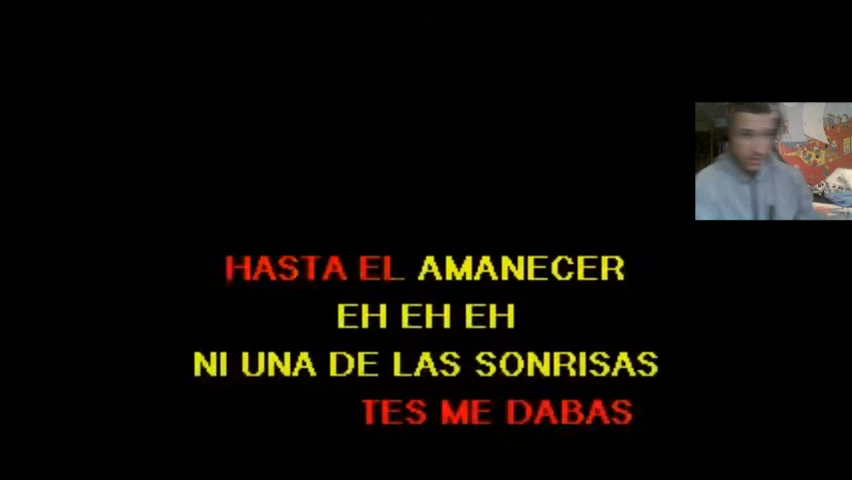 HASTA EL AMANECER
EH EH EH
NI UNA DE LAS SONRISAS
TES ME DABAS